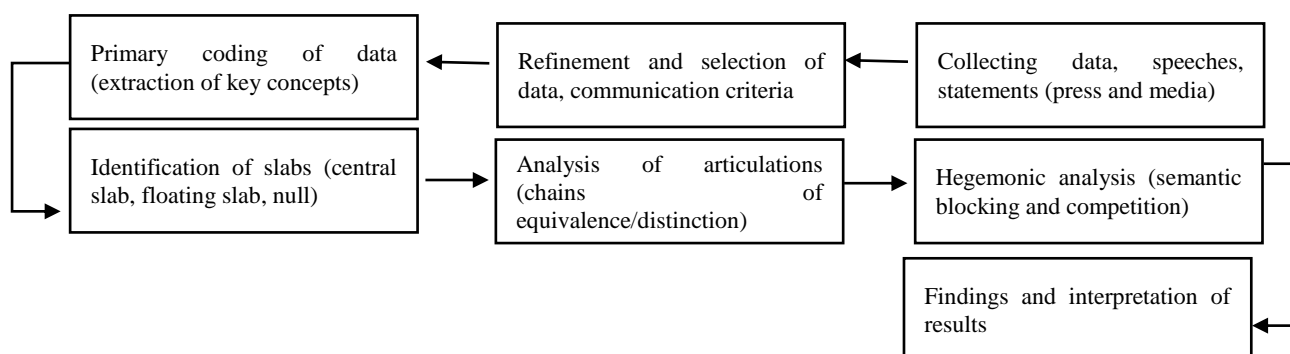 Primary coding of data
(extraction of key concepts)
Refinement and selection of
data, communication criteria
Collecting data, speeches,
statements (press and media)
Identification of slabs (central
slab, floating slab, null)
Analysis of articulations
(chains of
equivalence/distinction)
Hegemonic analysis (semantic
blocking and competition)
Findings and interpretation of
results